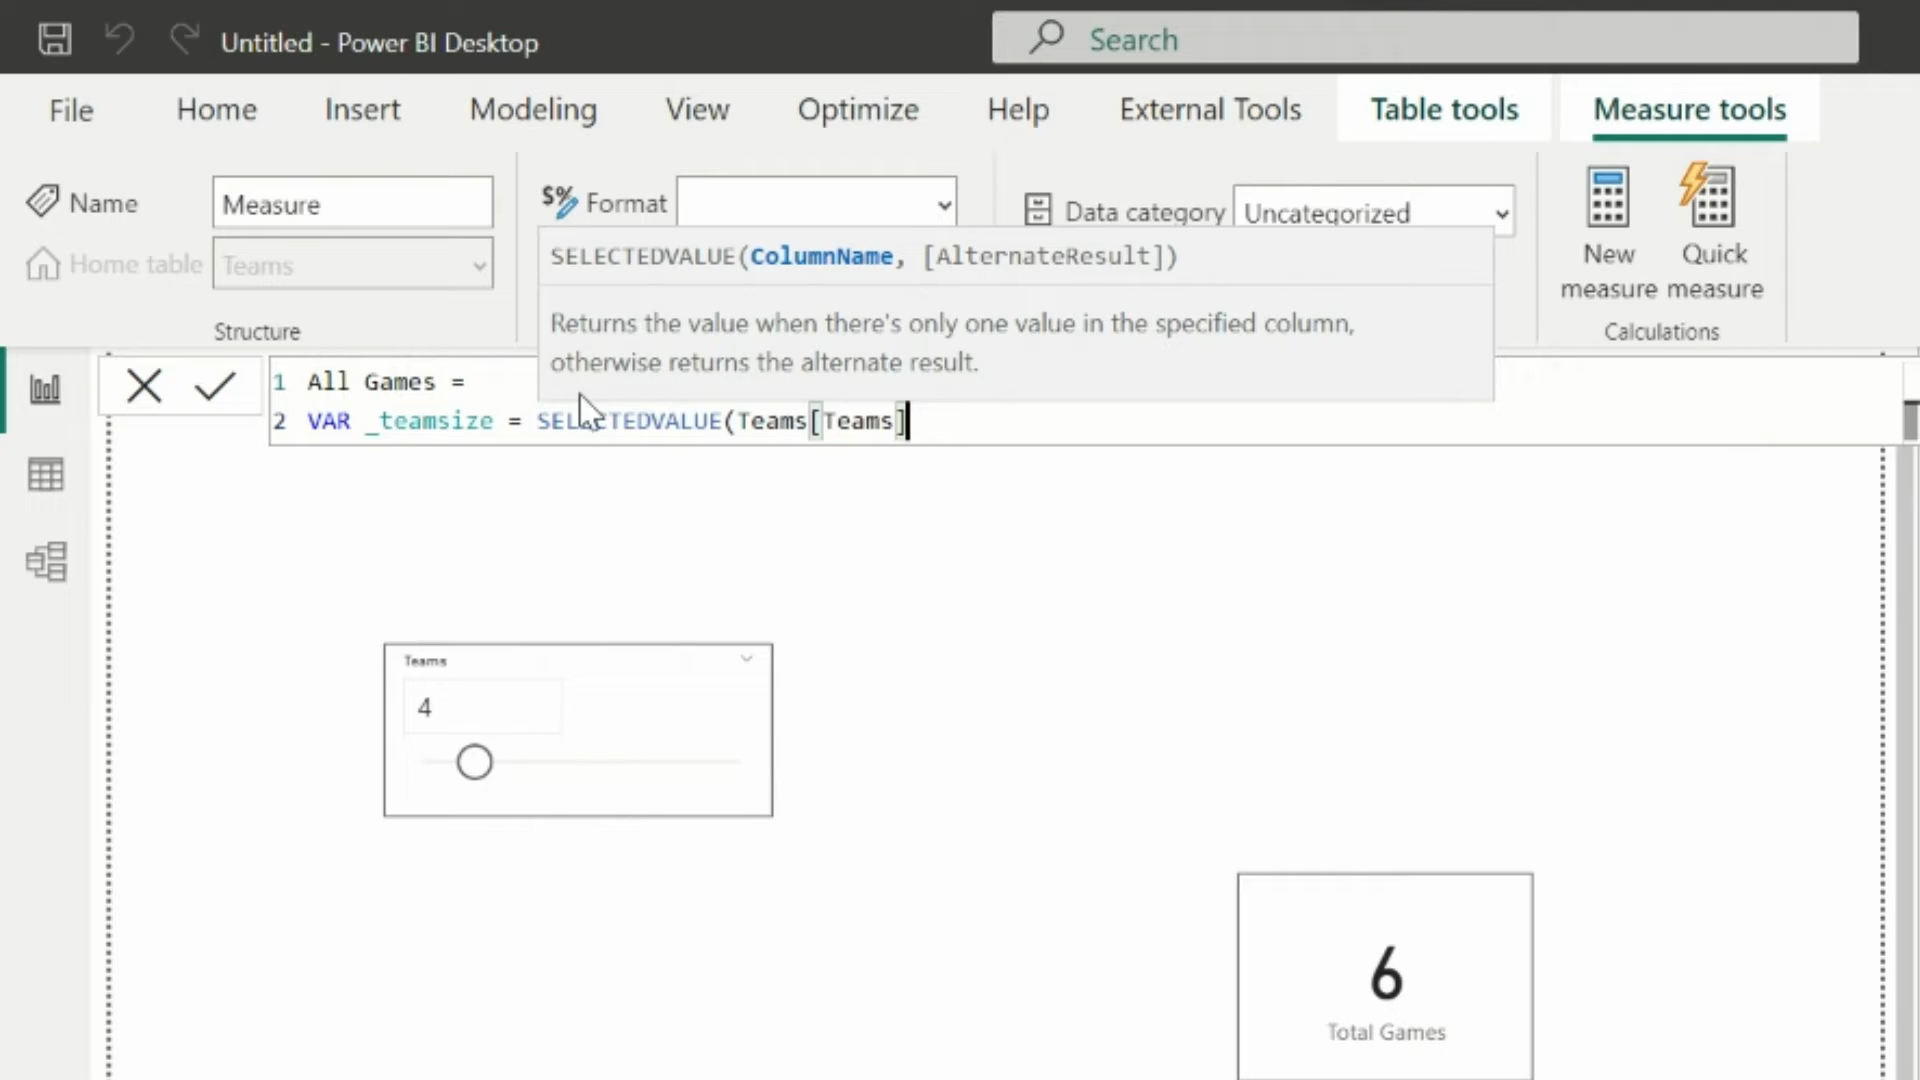 Untitled - Power BI Desktop
Search
File Home Insert Modeling View Optimize Help External Tools Table tools Measure tools
Name Measure
$% Format
Data category Uncategorized
Home table Teams
Structure
New measure
Quick measure
Calculations
SELECTEDVALUE(ColumnName, [AlternateResult])
Returns the value when there's only one value in the specified column,
otherwise returns the alternate result.
1 All Games =
2 VAR _teamsize = SELECTEDVALUE(Teams[Teams]
Teams
4
6
Total Games